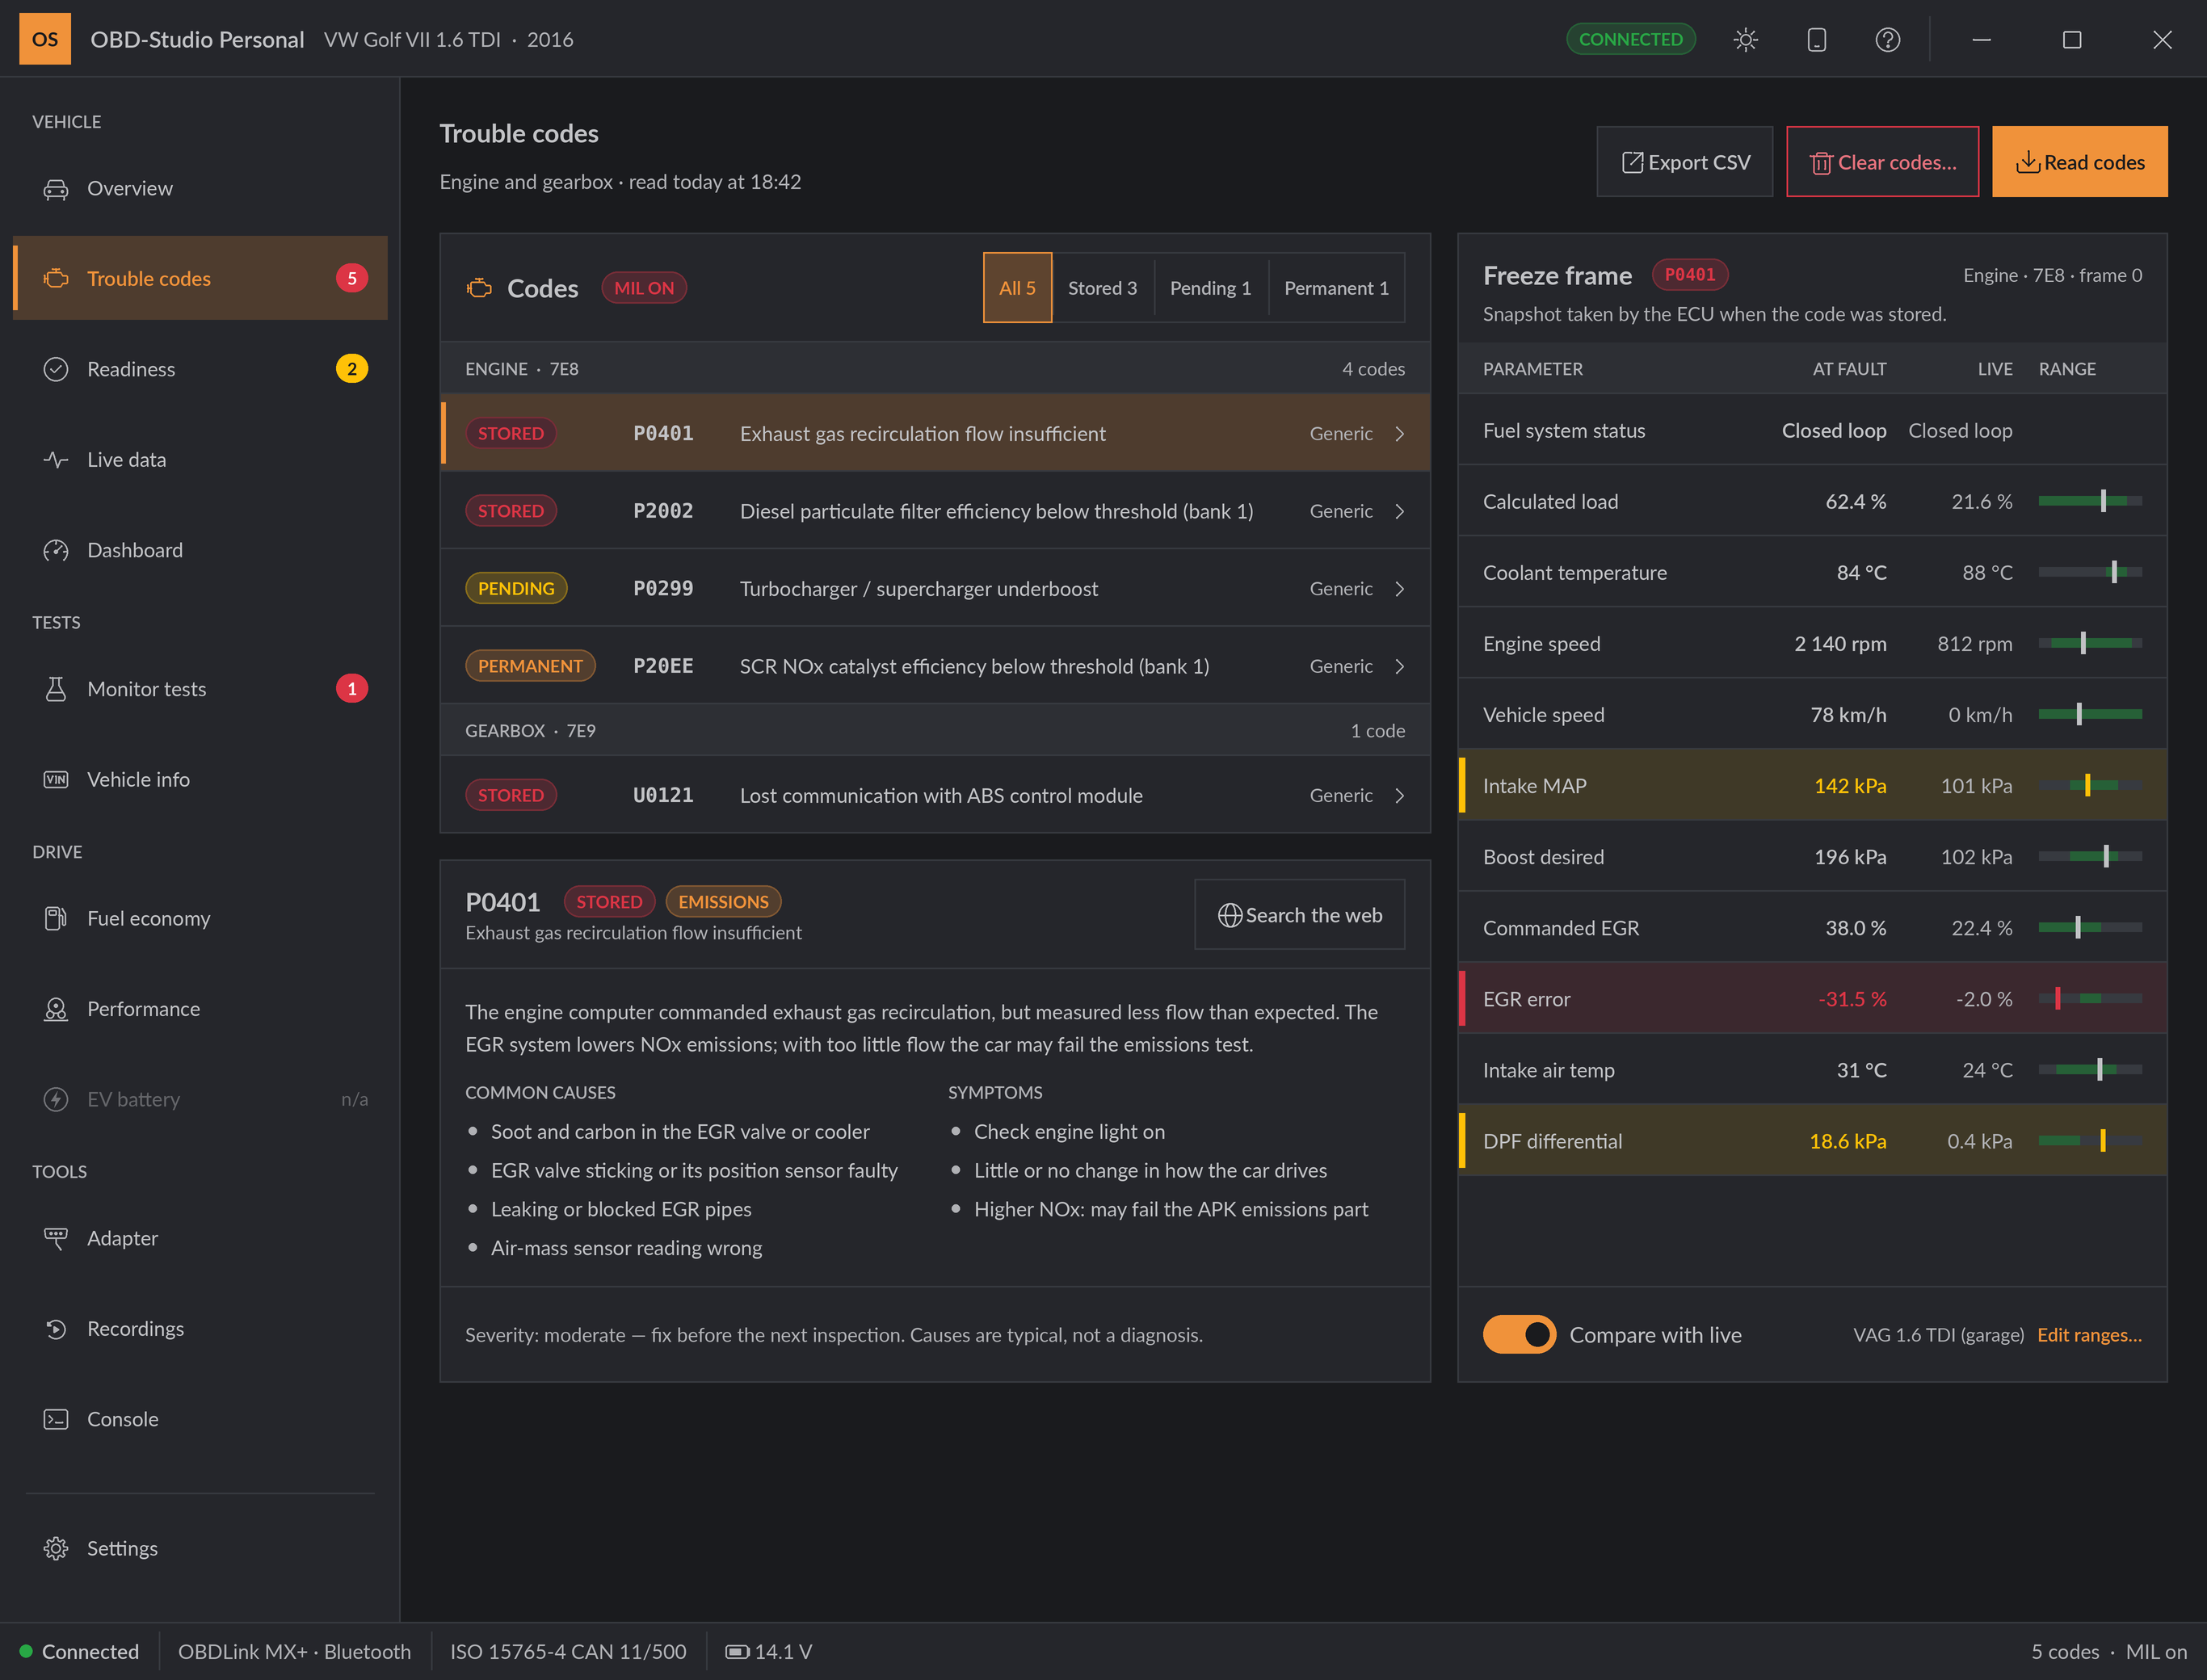 OS OBD-Studio Personal VW Golf VII 1.6 TDI · 2016 CONNECTED
VEHICLE
Overview
Trouble codes 5
Readiness 2
Live data
Dashboard
TESTS
Monitor tests 1
VIN Vehicle info
DRIVE
Fuel economy
Performance
EV battery n/a
TOOLS
Adapter
Recordings
Console
Settings
Trouble codes
Engine and gearbox · read today at 18:42
Export CSV Clear codes... Read codes
Codes MIL ON All 5 Stored 3 Pending 1 Permanent 1
ENGINE · 7E8 4 codes
STORED P0401 Exhaust gas recirculation flow insufficient Generic
STORED P2002 Diesel particulate filter efficiency below threshold (bank 1) Generic
PENDING P0299 Turbocharger / supercharger underboost Generic
PERMANENT P20EE SCR NOx catalyst efficiency below threshold (bank 1) Generic
GEARBOX · 7E9 1 code
STORED U0121 Lost communication with ABS control module Generic
P0401 STORED EMISSIONS
Exhaust gas recirculation flow insufficient
Search the web
The engine computer commanded exhaust gas recirculation, but measured less flow than expected. The
EGR system lowers NOx emissions; with too little flow the car may fail the emissions test.
COMMON CAUSES
• Soot and carbon in the EGR valve or cooler
• EGR valve sticking or its position sensor faulty
• Leaking or blocked EGR pipes
• Air-mass sensor reading wrong
SYMPTOMS
• Check engine light on
• Little or no change in how the car drives
• Higher NOx: may fail the APK emissions part
Severity: moderate — fix before the next inspection. Causes are typical, not a diagnosis.
Freeze frame P0401 Engine · 7E8 · frame 0
Snapshot taken by the ECU when the code was stored.
PARAMETER AT FAULT LIVE RANGE
Fuel system status Closed loop Closed loop
Calculated load 62.4 % 21.6 %
Coolant temperature 84 °C 88 °C
Engine speed 2 140 rpm 812 rpm
Vehicle speed 78 km/h 0 km/h
Intake MAP 142 kPa 101 kPa
Boost desired 196 kPa 102 kPa
Commanded EGR 38.0 % 22.4 %
EGR error -31.5 % -2.0 %
Intake air temp 31 °C 24 °C
DPF differential 18.6 kPa 0.4 kPa
Compare with live VAG 1.6 TDI (garage) Edit ranges...
Connected OBDLink MX+ · Bluetooth ISO 15765-4 CAN 11/500 14.1 V 5 codes · MIL on